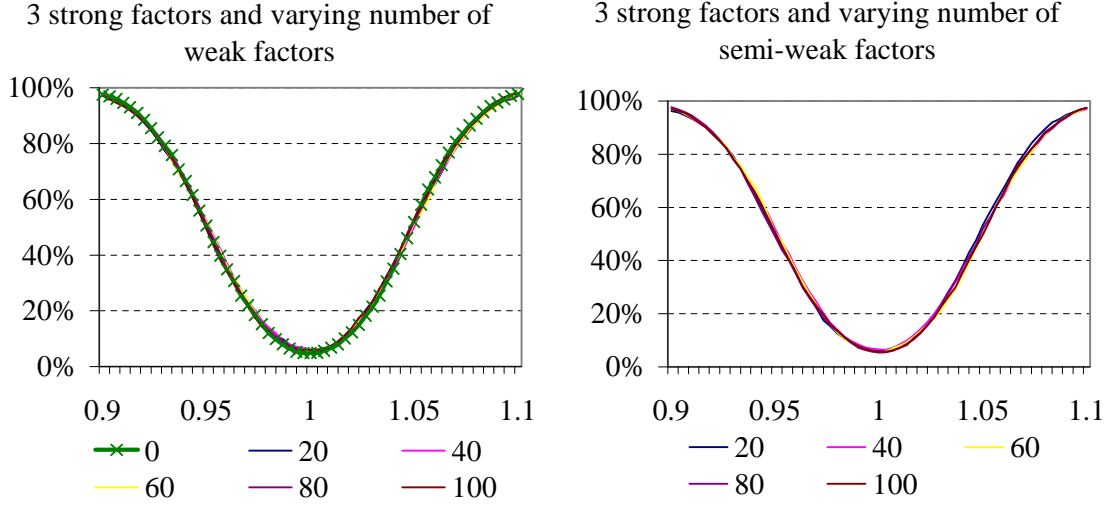 3 strong factors and varying number of
weak factors
100%
80%
60%
40%
20%
0%
0.9 0.95 1 1.05 1.1
0 20 40
60 80 100
3 strong factors and varying number of
semi-weak factors
100%
80%
60%
40%
20%
0%
0.9 0.95 1 1.05 1.1
20 40 60
80 100